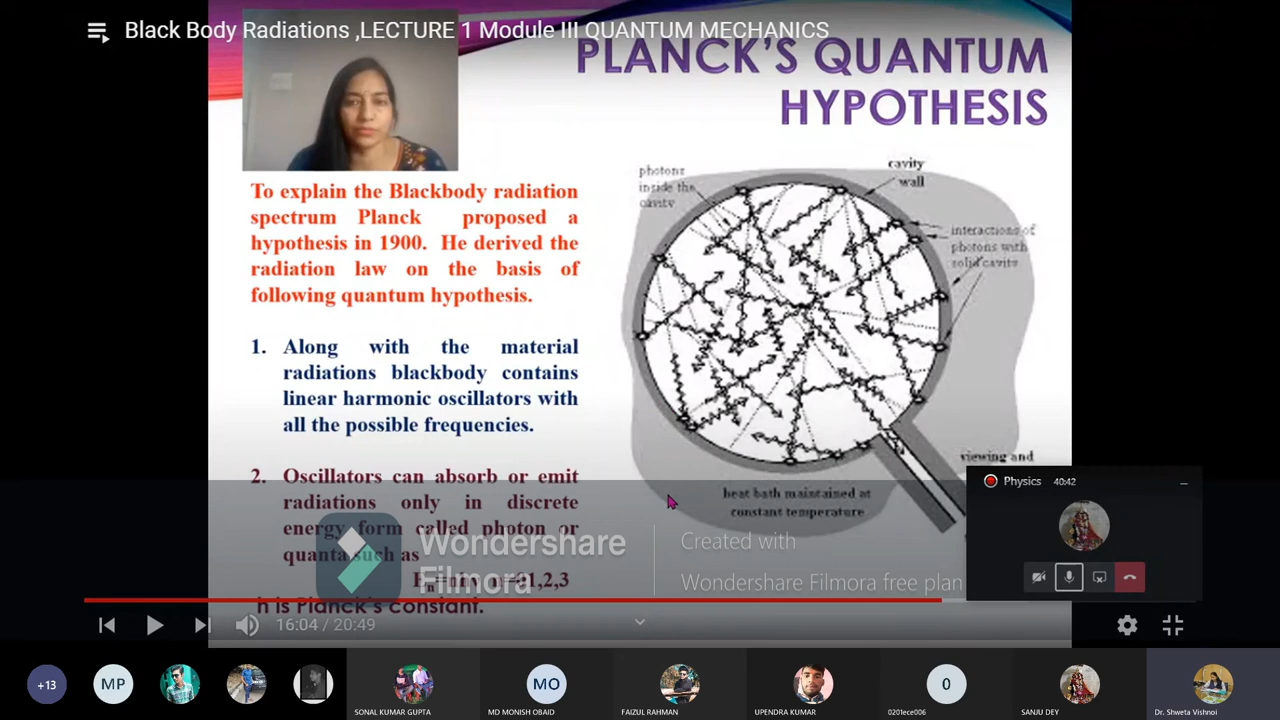 Black Body Radiations ,LECTURE 1 Module III QUANTUM MECHANICS
PLANCK'S QUANTUM
HYPOTHESIS
To explain the Blackbody radiation
spectrum Planck proposed a
hypothesis in 1900. He derived the
radiation law on the basis of
following quantum hypothesis.
1. Along with the material
radiations blackbody contains
linear harmonic oscillators with
all the possible frequencies.
2. Oscillators can absorb or emit
radiations only in discrete
energy form called photon or
quanta such as
1,2,3
h is Planck's constant.
photons
inside the
cavity
cavity
wall
interactions of
photons with
solid cavity
viewing and
heat bath maintained at
constant temperature
Wondershare
Filmora
Created with
Wondershare Filmora free plan
Physics 40:42
16:04 / 20:49
+13
MP
SONAL KUMAR GUPTA
MO
MD MONISH OBAID
FAIZUL RAHMAN
UPENDRA KUMAR
0
0201ece006
SANJU DEY
Dr. Shweta Vishnoi